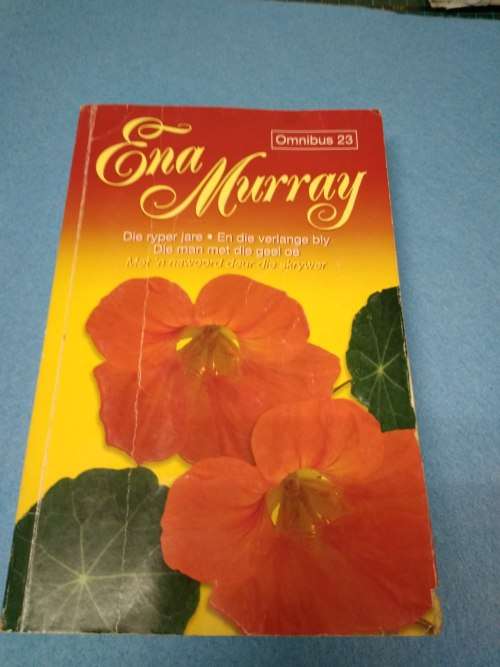 Ena Murray
Omnibus 23
Die ryper jare • En die verlange bly
Die man met die geel oë
Met 'n nawoord deur die skrywer